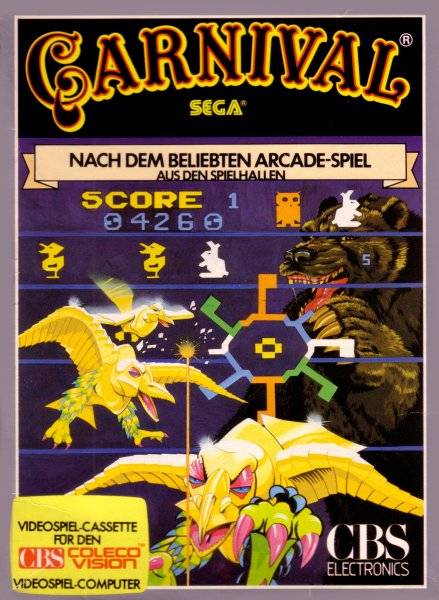 CARNIVAL®
SEGA®
NACH DEM BELIEBTEN ARCADE-SPIEL
AUS DEN SPIELHALLEN
SCORE 1
04260
5
VIDEOSPIEL-CASSETTE
FÜR DEN
CBS COLECO VISION™
VIDEOSPIEL-COMPUTER
CBS
ELECTRONICS